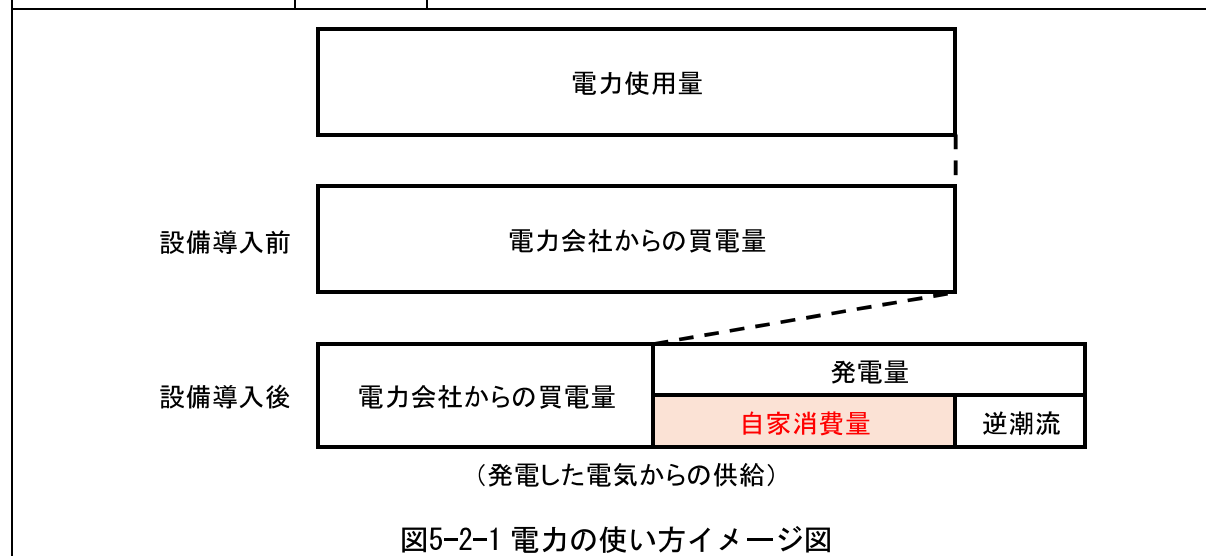 電力使用量
設備導入前
電力会社からの買電量
設備導入後
電力会社からの買電量
発電量
自家消費量
逆潮流
（発電した電気からの供給）
図5-2-1 電力の使い方イメージ図